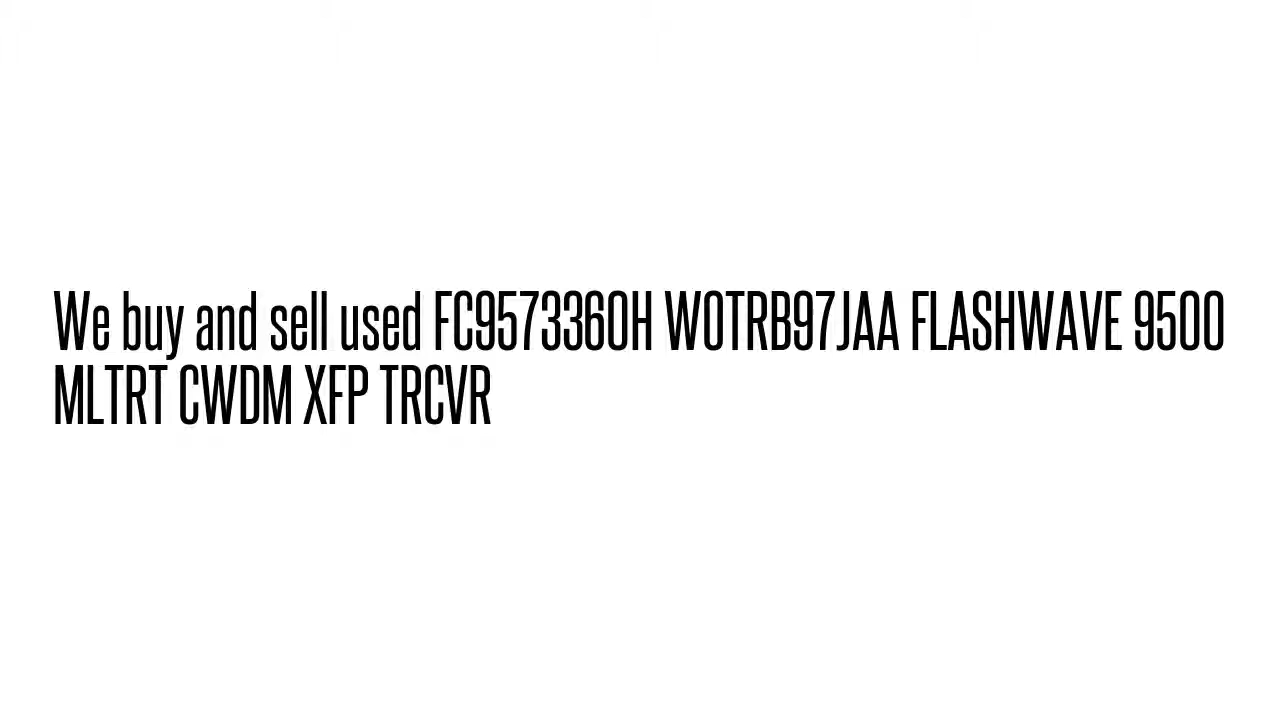 We buy and sell used FC9573360H WOTRB97JAA FLASHWAVE 9500
MLTRT CWDM XFP TRCVR